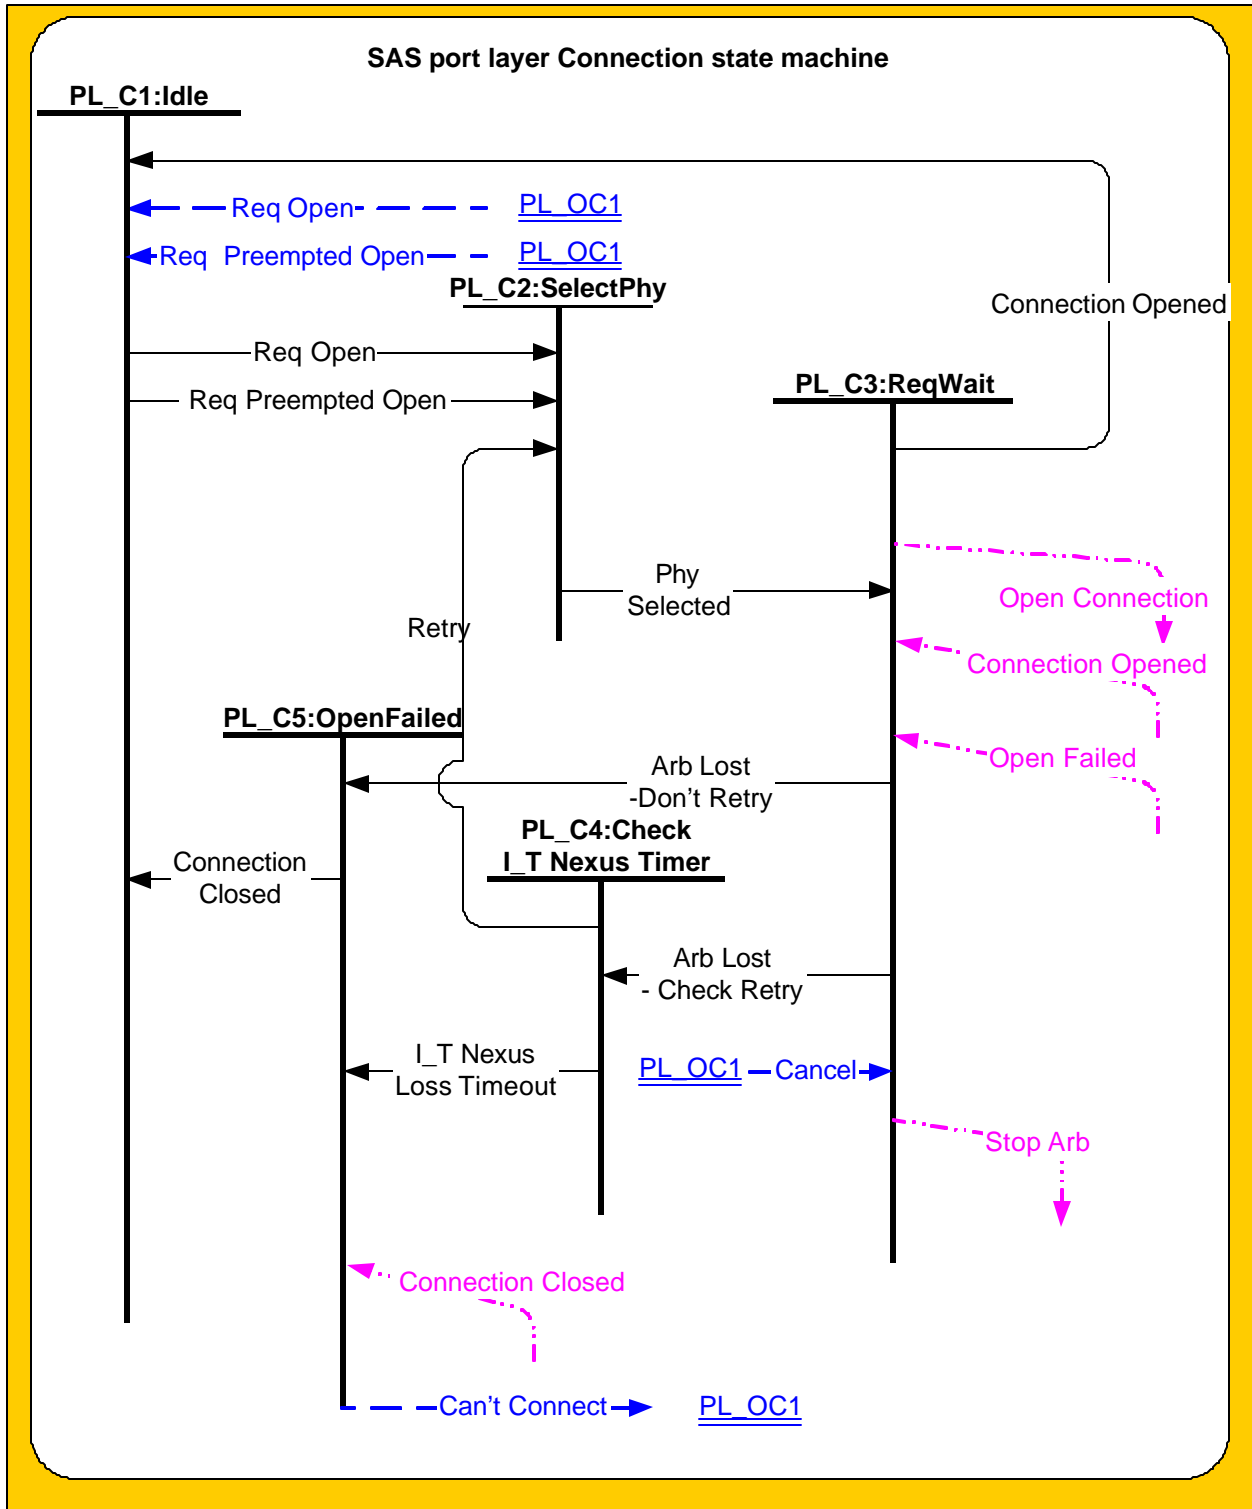 SAS port layer Connection state machine
PL_C1:Idle
Req Open PL_OC1
Req Preempted Open PL_OC1
PL_C2:SelectPhy
Connection Opened
Req Open
PL_C3:ReqWait
Req Preempted Open
Phy
Selected
Open Connection
Retry
Connection Opened
PL_C5:OpenFailed
Open Failed
Arb Lost
-Don't Retry
PL_C4:Check
I_T Nexus Timer
Connection
Closed
Arb Lost
- Check Retry
I_T Nexus
Loss Timeout
PL_OC1 Cancel
Stop Arb
Connection Closed
Can't Connect PL_OC1